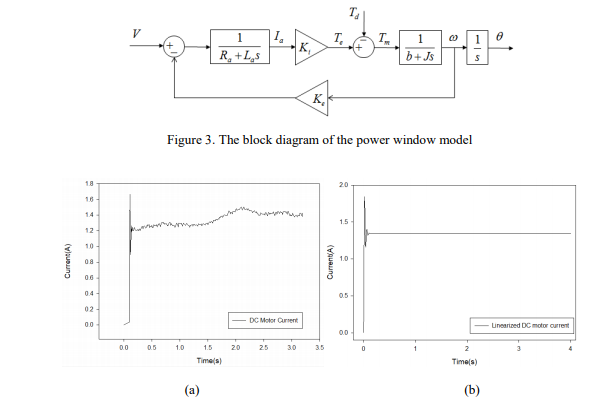 V
+
−
1
R_a + L_a s
I_a
K_t
T_e
T_d
−
+
T_m
1
b + Js
ω
1
s
θ
K_e
Figure 3. The block diagram of the power window model
Current(A)
1.8
1.6
1.4
1.2
1.0
0.8
0.6
0.4
0.2
0.0
DC Motor Current
0.0 0.5 1.0 1.5 2.0 2.5 3.0 3.5
Time(s)
(a)
Current(A)
2.0
1.5
1.0
0.5
0.0
Linearized DC motor current
0 1 2 3 4
Time(s)
(b)